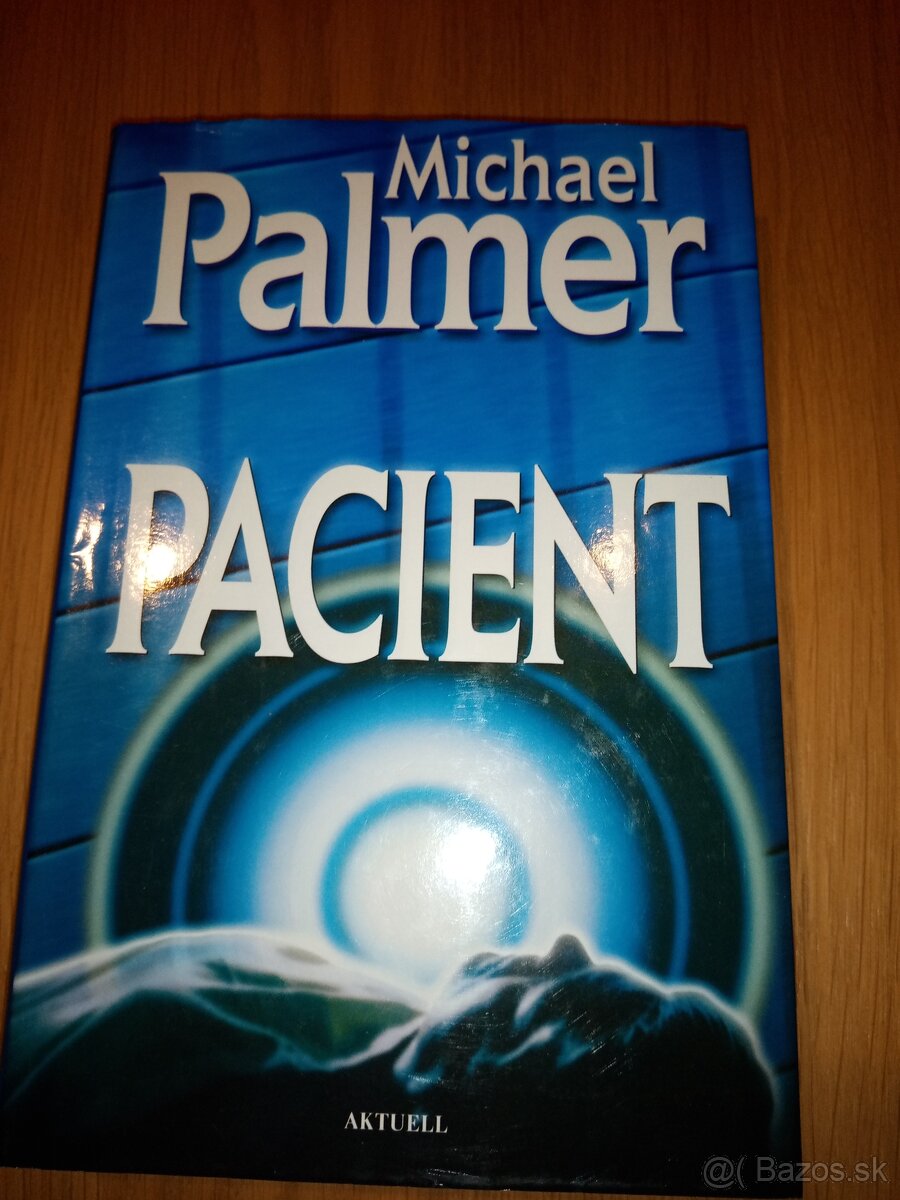 Michael
Palmer
PACIENT
AKTUELL
@( Bazos.sk